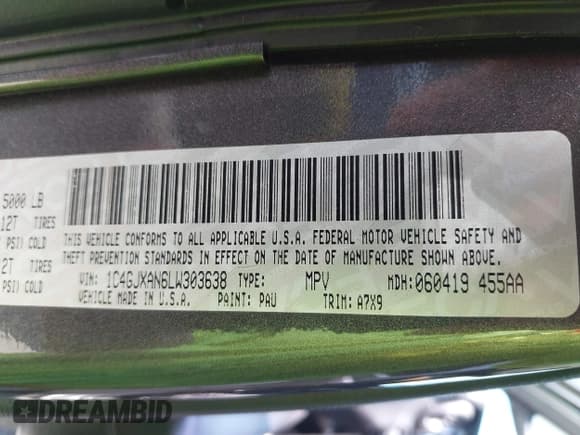 5000 LB
12T TIRES
PSI) COLD
2T TIRES
PSI) COLD
THIS VEHICLE CONFORMS TO ALL APPLICABLE U.S.A. FEDERAL MOTOR VEHICLE SAFETY AND
THEFT PREVENTION STANDARDS IN EFFECT ON THE DATE OF MANUFACTURE SHOWN ABOVE.
VIN: 1C4GJXAN6LW303638 TYPE: MPV MDH: 060419 455AA
VEHICLE MADE IN U.S.A. PAINT: PAU TRIM: A7X9
DREAMBID